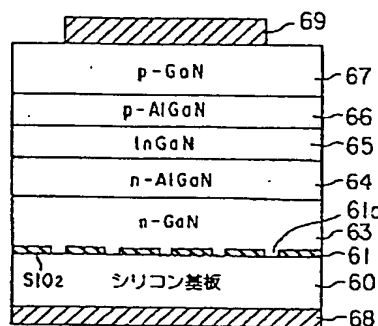 69
p-GaN
67
p-AlGaN
66
InGaN
65
n-AlGaN
64
61a
n-GaN
63
61
SiO2
シリコン基板
60
68